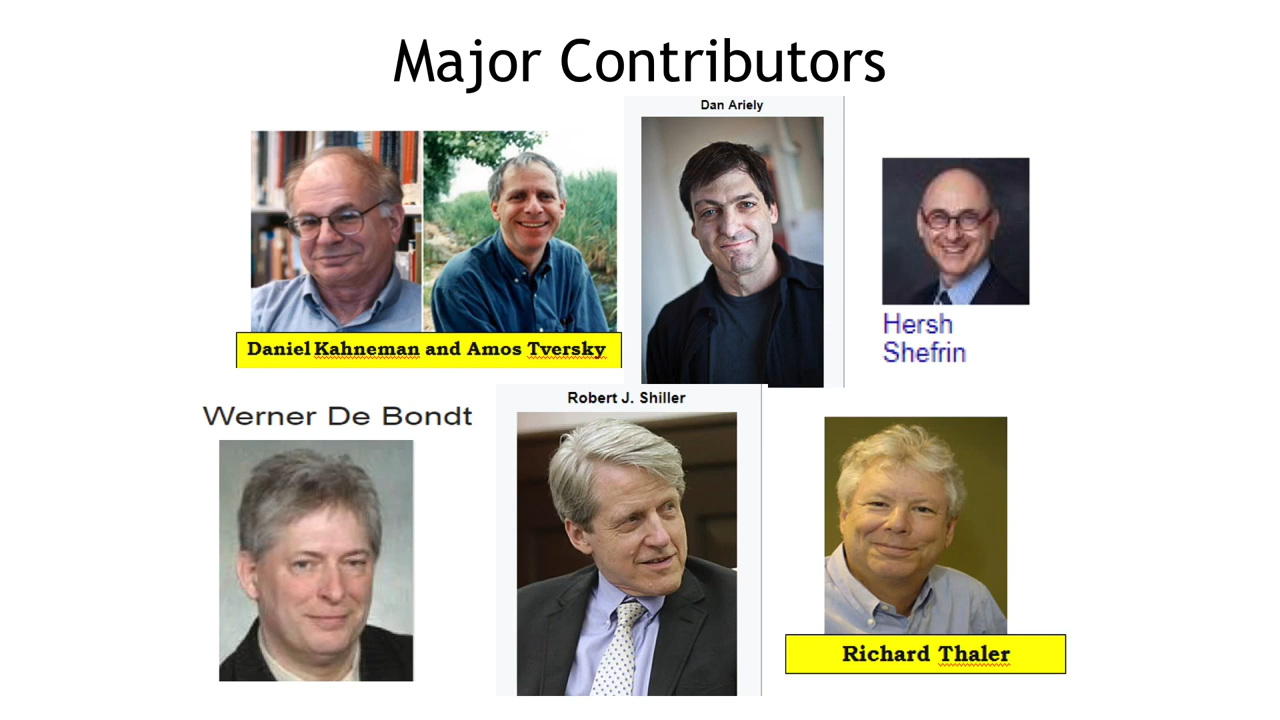 Major Contributors
Dan Ariely
Daniel Kahneman and Amos Tversky
Hersh
Shefrin
Werner De Bondt
Robert J. Shiller
Richard Thaler